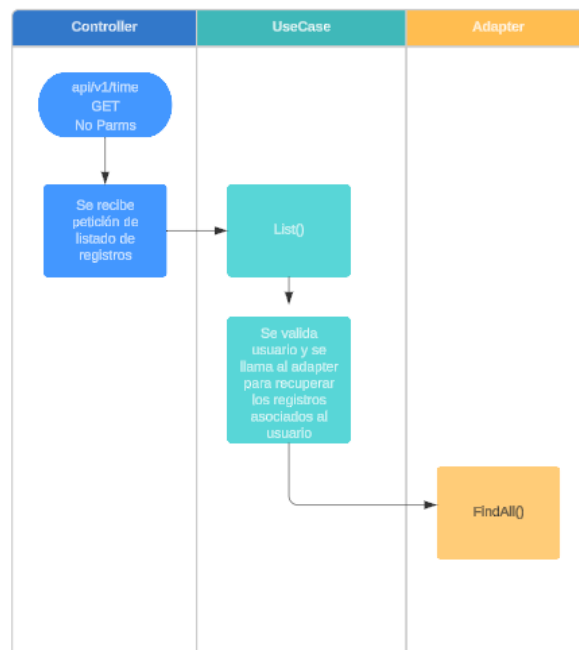 Controller
UseCase
Adapter
api/v1/time
GET
No Parms
Se recibe
petición de
listado de
registros
List()
Se valida
usuario y se
llama al adapter
para recuperar
los registros
asociados al
usuario
FindAll()